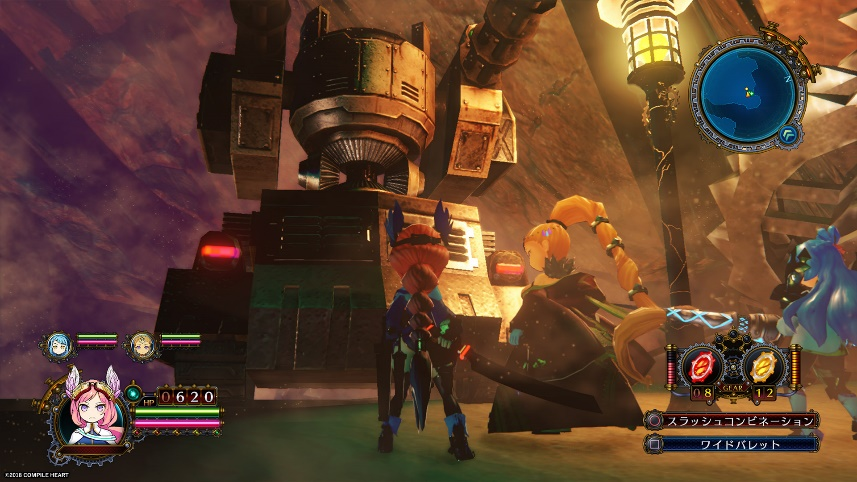 N
HP 0620
08 GEAR 12
スラッシュコンビネーション
ワイドバレット
©2018 COMPILE HEART